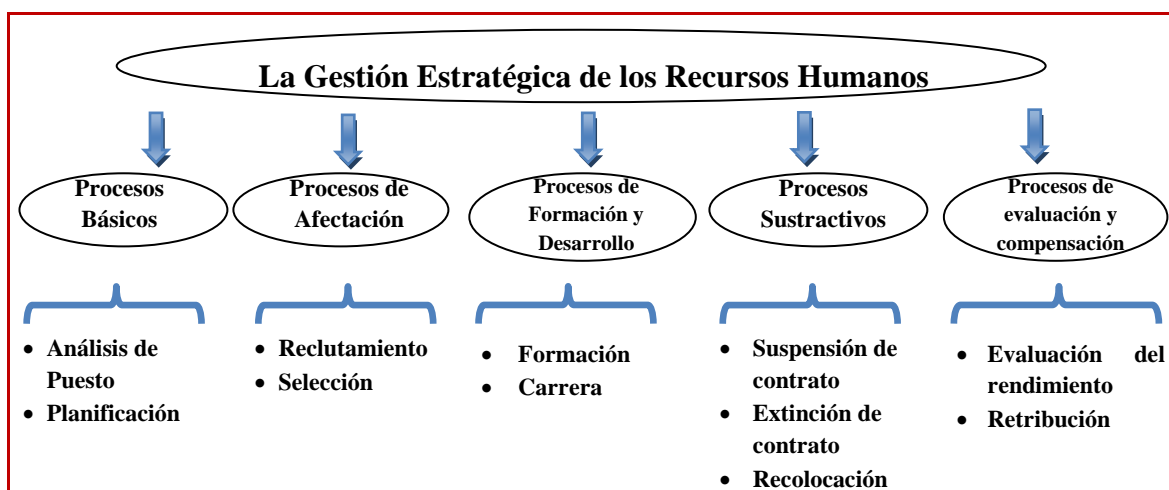 La Gestión Estratégica de los Recursos Humanos
Procesos
Básicos
Procesos de
Afectación
Procesos de
Formación y
Desarrollo
Procesos
Sustractivos
Procesos de
evaluación y
compensación
• Análisis de
Puesto
• Planificación
• Reclutamiento
• Selección
• Formación
• Carrera
• Suspensión de
contrato
• Extinción de
contrato
• Recolocación
• Evaluación del
rendimiento
• Retribución